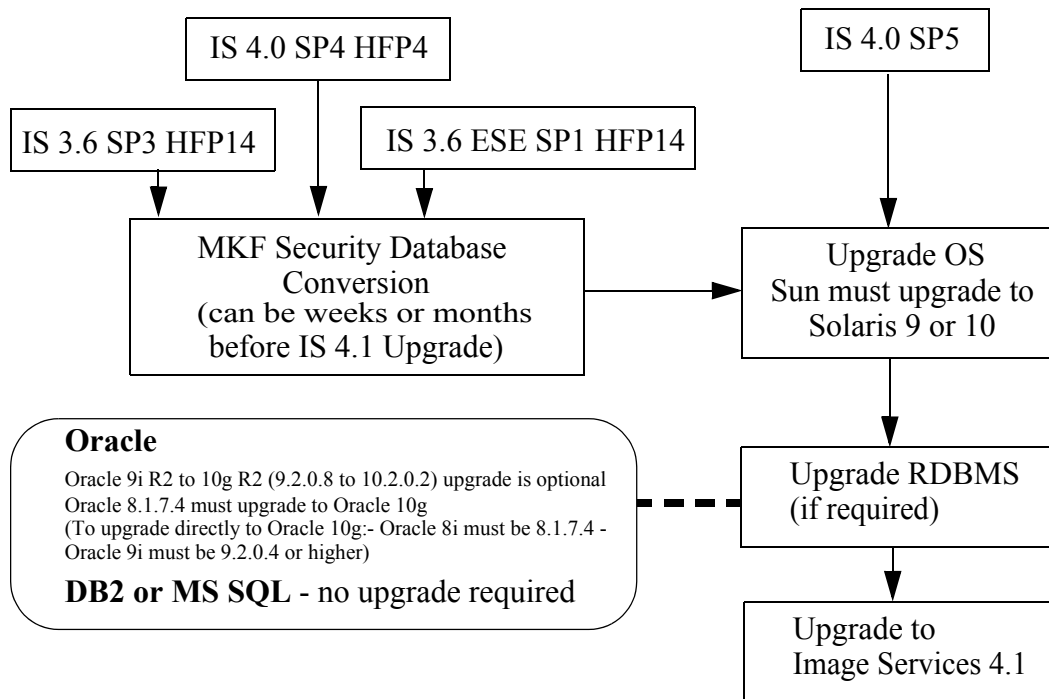 IS 4.0 SP4 HFP4
IS 4.0 SP5
IS 3.6 SP3 HFP14
IS 3.6 ESE SP1 HFP14
MKF Security Database
Conversion
(can be weeks or months
before IS 4.1 Upgrade)
Upgrade OS
Sun must upgrade to
Solaris 9 or 10
Oracle
Oracle 9i R2 to 10g R2 (9.2.0.8 to 10.2.0.2) upgrade is optional
Oracle 8.1.7.4 must upgrade to Oracle 10g
(To upgrade directly to Oracle 10g:- Oracle 8i must be 8.1.7.4 -
Oracle 9i must be 9.2.0.4 or higher)
DB2 or MS SQL - no upgrade required
Upgrade RDBMS
(if required)
Upgrade to
Image Services 4.1